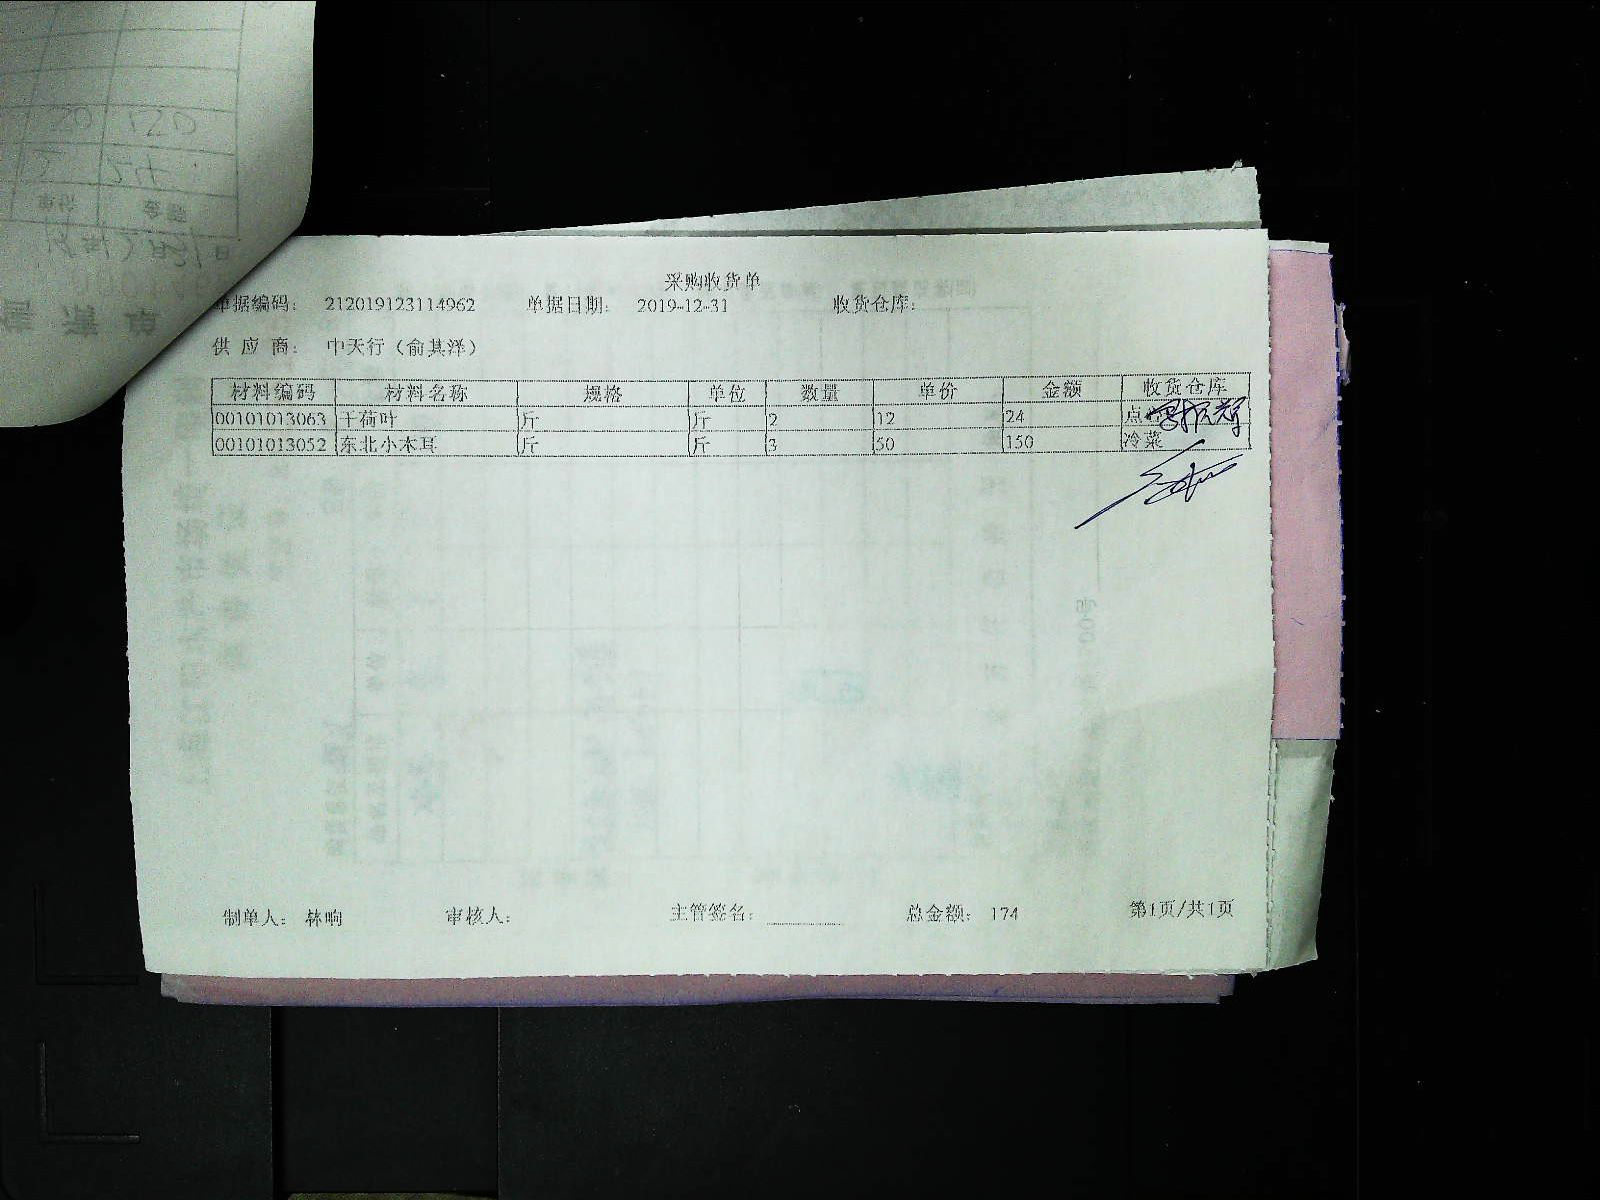 采购收货单
单据编码： 212019123114962 单据日期： 2019-12-31 收货仓库：
供 应 商： 中天行（俞其洋）
材料编码 材料名称 规格 单位 数量 单价 金额 收货仓库
00101013063 干荷叶 斤 斤 2 12 24 点
00101013052 东北小木耳 斤 斤 3 50 150 冷菜
制单人： 林响 审核人： 主管签名： 总金额： 174 第1页/共1页